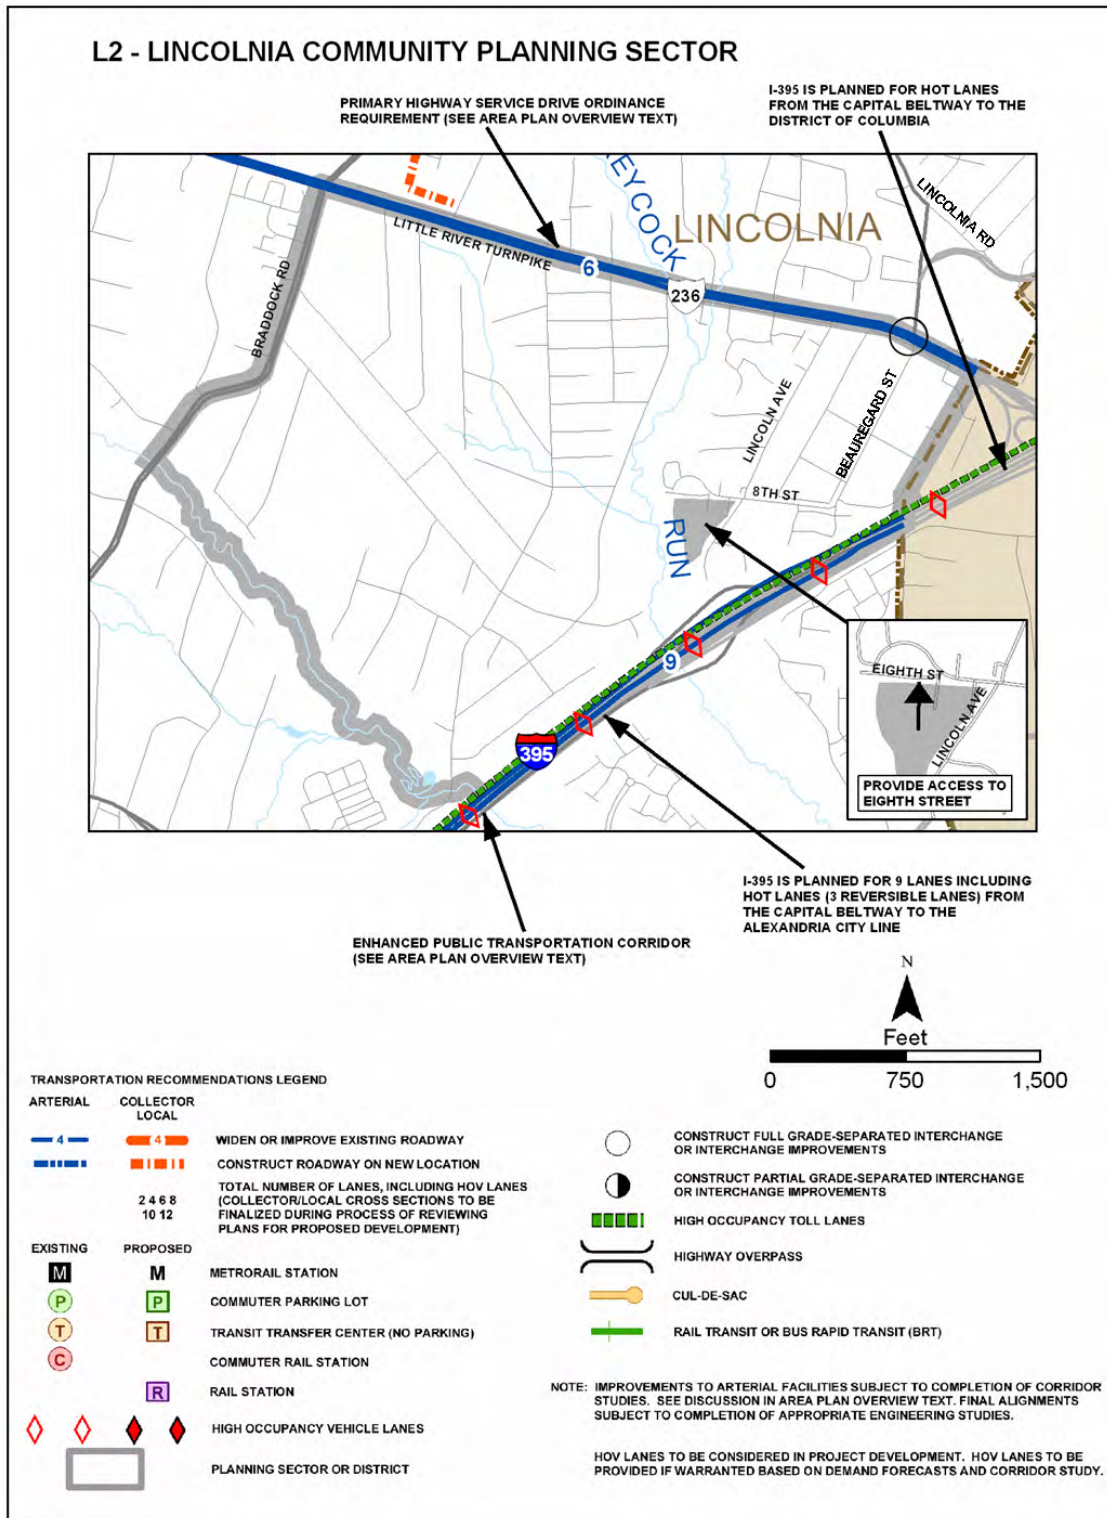 L2 - LINCOLNIA COMMUNITY PLANNING SECTOR
I-395 IS PLANNED FOR HOT LANES
FROM THE CAPITAL BELTWAY TO THE
DISTRICT OF COLUMBIA
PRIMARY HIGHWAY SERVICE DRIVE ORDINANCE
REQUIREMENT (SEE AREA PLAN OVERVIEW TEXT)
EYCOCK
LINCOLNIA
LINCOLNIA RD
LITTLE RIVER TURNPIKE
6
236
BRADDOCK RD
LINCOLN AVE
BEAUREGARD ST
8TH ST
RUN
9
395
EIGHTH ST
LINCOLN AVE
PROVIDE ACCESS TO
EIGHTH STREET
I-395 IS PLANNED FOR 9 LANES INCLUDING
HOT LANES (3 REVERSIBLE LANES) FROM
THE CAPITAL BELTWAY TO THE
ALEXANDRIA CITY LINE
ENHANCED PUBLIC TRANSPORTATION CORRIDOR
(SEE AREA PLAN OVERVIEW TEXT)
N
Feet
0 750 1,500
TRANSPORTATION RECOMMENDATIONS LEGEND
ARTERIAL COLLECTOR
LOCAL
4 4 WIDEN OR IMPROVE EXISTING ROADWAY
CONSTRUCT ROADWAY ON NEW LOCATION
TOTAL NUMBER OF LANES, INCLUDING HOV LANES
2 4 6 8 (COLLECTOR/LOCAL CROSS SECTIONS TO BE
10 12 FINALIZED DURING PROCESS OF REVIEWING
PLANS FOR PROPOSED DEVELOPMENT)
EXISTING PROPOSED
M M METRORAIL STATION
P P COMMUTER PARKING LOT
T T TRANSIT TRANSFER CENTER (NO PARKING)
C COMMUTER RAIL STATION
R RAIL STATION
HIGH OCCUPANCY VEHICLE LANES
PLANNING SECTOR OR DISTRICT
CONSTRUCT FULL GRADE-SEPARATED INTERCHANGE
OR INTERCHANGE IMPROVEMENTS
CONSTRUCT PARTIAL GRADE-SEPARATED INTERCHANGE
OR INTERCHANGE IMPROVEMENTS
HIGH OCCUPANCY TOLL LANES
HIGHWAY OVERPASS
CUL-DE-SAC
RAIL TRANSIT OR BUS RAPID TRANSIT (BRT)
NOTE: IMPROVEMENTS TO ARTERIAL FACILITIES SUBJECT TO COMPLETION OF CORRIDOR
STUDIES. SEE DISCUSSION IN AREA PLAN OVERVIEW TEXT. FINAL ALIGNMENTS
SUBJECT TO COMPLETION OF APPROPRIATE ENGINEERING STUDIES.
HOV LANES TO BE CONSIDERED IN PROJECT DEVELOPMENT. HOV LANES TO BE
PROVIDED IF WARRANTED BASED ON DEMAND FORECASTS AND CORRIDOR STUDY.